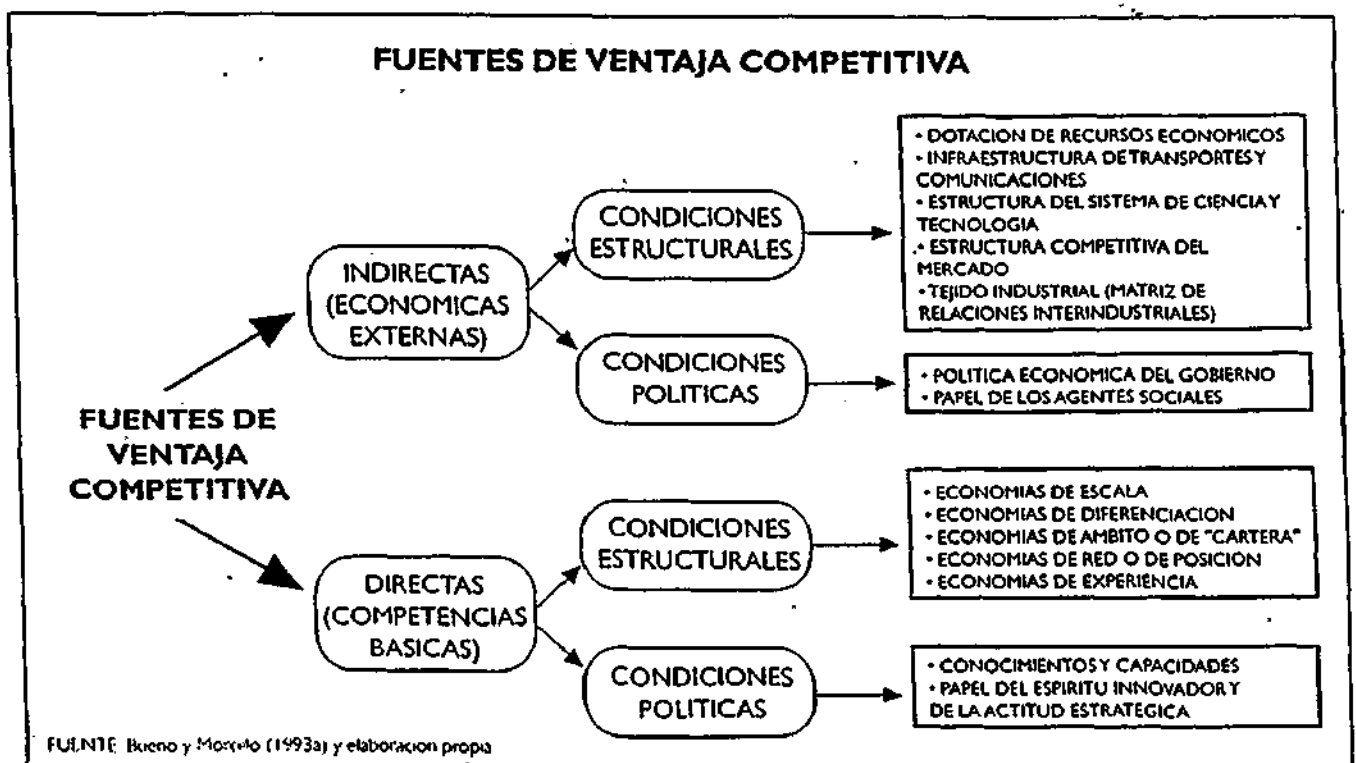 FUENTES DE VENTAJA COMPETITIVA
FUENTES DE
VENTAJA
COMPETITIVA
INDIRECTAS
(ECONOMICAS
EXTERNAS)
CONDICIONES
ESTRUCTURALES
• DOTACION DE RECURSOS ECONOMICOS
• INFRAESTRUCTURA DE TRANSPORTES Y
COMUNICACIONES
• ESTRUCTURA DEL SISTEMA DE CIENCIA Y
TECNOLOGIA
• ESTRUCTURA COMPETITIVA DEL
MERCADO
• TEJIDO INDUSTRIAL (MATRIZ DE
RELACIONES INTERINDUSTRIALES)
CONDICIONES
POLITICAS
• POLITICA ECONOMICA DEL GOBIERNO
• PAPEL DE LOS AGENTES SOCIALES
DIRECTAS
(COMPETENCIAS
BASICAS)
CONDICIONES
ESTRUCTURALES
• ECONOMIAS DE ESCALA
• ECONOMIAS DE DIFERENCIACION
• ECONOMIAS DE AMBITO O DE "CARTERA"
• ECONOMIAS DE RED O DE POSICION
• ECONOMIAS DE EXPERIENCIA
CONDICIONES
POLITICAS
• CONOCIMIENTOS Y CAPACIDADES
• PAPEL DEL ESPIRITU INNOVADOR Y
DE LA ACTITUD ESTRATEGICA
FUENTE: Bueno y Morcelo (1993a) y elaboracion propia